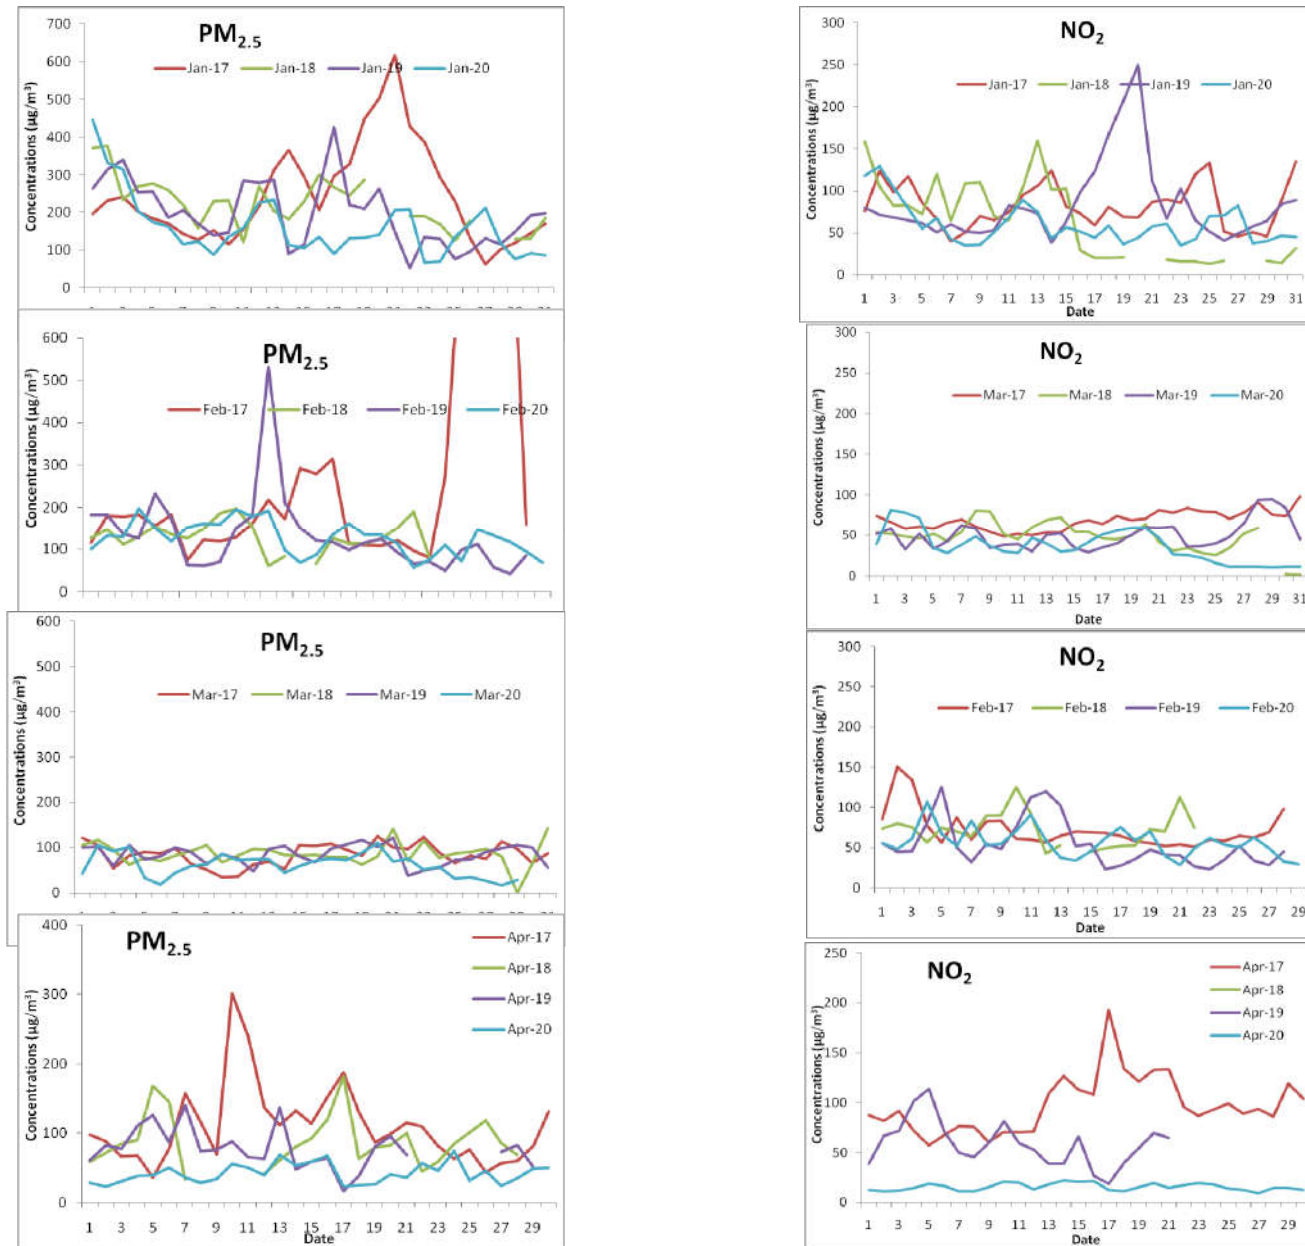 PM2.5
Concentrations (µg/m³)
700
600
500
400
300
200
100
0
Jan-17 Jan-18 Jan-19 Jan-20
NO2
Concentrations (µg/m³)
300
250
200
150
100
50
0
Jan-17 Jan-18 Jan-19 Jan-20
1 3 5 7 9 11 13 15 17 19 21 23 25 27 29 31
Date
PM2.5
Concentrations (µg/m³)
600
500
400
300
200
100
0
Feb-17 Feb-18 Feb-19 Feb-20
NO2
Concentrations (µg/m³)
300
250
200
150
100
50
0
Mar-17 Mar-18 Mar-19 Mar-20
1 3 5 7 9 11 13 15 17 19 21 23 25 27 29 31
Date
PM2.5
Concentrations (µg/m³)
600
500
400
300
200
100
0
Mar-17 Mar-18 Mar-19 Mar-20
NO2
Concentrations (µg/m³)
300
250
200
150
100
50
0
Feb-17 Feb-18 Feb-19 Feb-20
1 3 5 7 9 11 13 15 17 19 21 23 25 27 29
Date
PM2.5
Concentrations (µg/m³)
400
300
200
100
0
Apr-17
Apr-18
Apr-19
Apr-20
1 3 5 7 9 11 13 15 17 19 21 23 25 27 29
Date
NO2
Concentrations (µg/m³)
250
200
150
100
50
0
Apr-17
Apr-18
Apr-19
Apr-20
1 3 5 7 9 11 13 15 17 19 21 23 25 27 29
Date